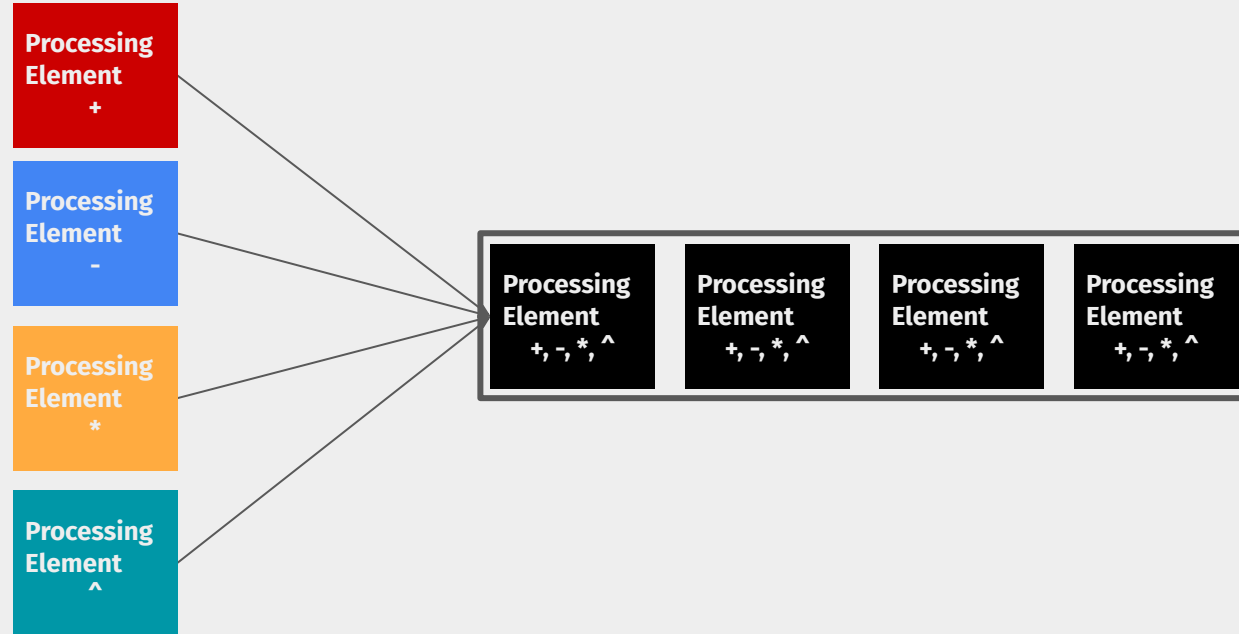 Processing
Element
+
Processing
Element
-
Processing
Element
*
Processing
Element
^
Processing
Element
+, -, *, ^
Processing
Element
+, -, *, ^
Processing
Element
+, -, *, ^
Processing
Element
+, -, *, ^